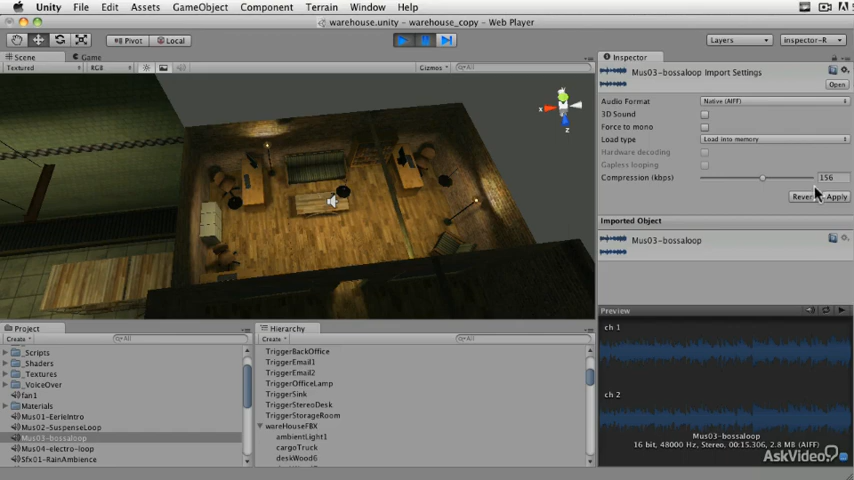 Unity File Edit Assets GameObject Component Terrain Window Help
warehouse.unity - warehouse_copy - Web Player
Pivot Local Layers inspector-R
Scene Game
Textured RGB Gizmos All
x z
Inspector
Mus03-bossaloop Import Settings
Open
Audio Format Native (AIFF)
3D Sound
Force to mono
Load type Load into memory
Hardware decoding
Gapless looping
Compression (kbps) 156
Rever Apply
Imported Object
Mus03-bossaloop
Project
Create All
_Scripts
_Shaders
_Textures
_VoiceOver
fan1
Materials
Mus01-EerieIntro
Mus02-SuspenseLoop
Mus03-bossaloop
Mus04-electro-loop
Sfx01-RainAmbience
Hierarchy
Create All
TriggerBackOffice
TriggerEmail1
TriggerEmail2
TriggerOfficeLamp
TriggerSink
TriggerStereoDesk
TriggerStorageRoom
wareHouseFBX
ambientLight1
cargoTruck
deskWood6
Preview
ch 1
ch 2
Mus03-bossaloop
16 bit, 48000 Hz, Stereo, 00:15.306, 2.8 MB (AIFF)
AskVideo